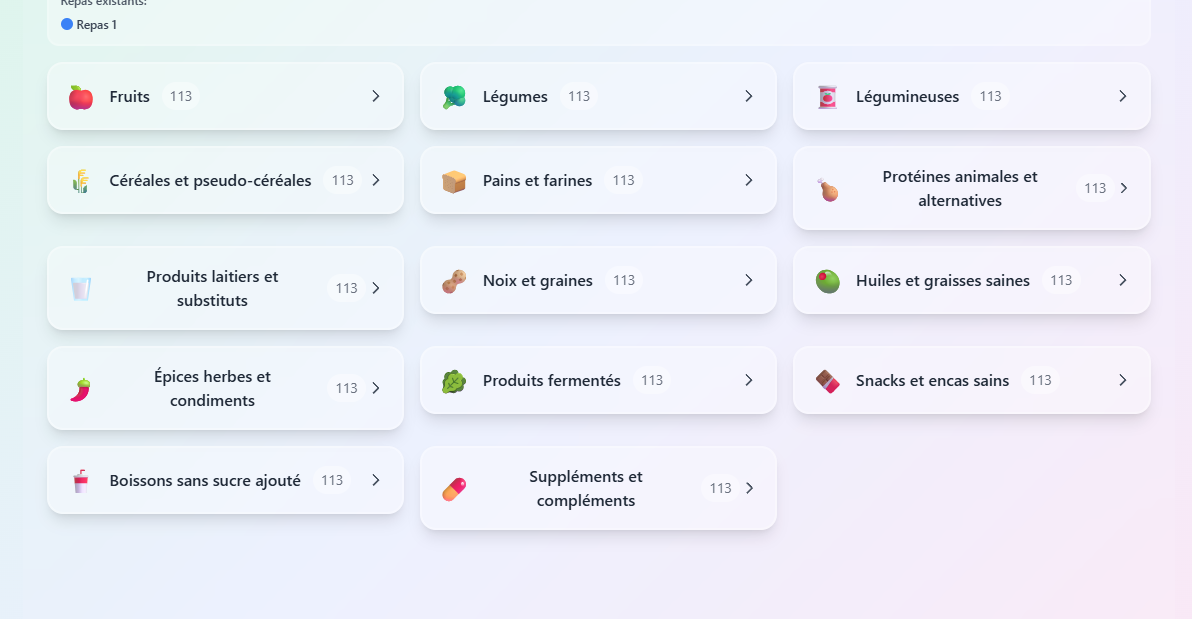 Repas existants:
Repas 1
Fruits 113
Légumes 113
Légumineuses 113
Céréales et pseudo-céréales 113
Pains et farines 113
Protéines animales et
alternatives
113
Produits laitiers et
substituts
113
Noix et graines 113
Huiles et graisses saines 113
Épices herbes et
condiments
113
Produits fermentés 113
Snacks et encas sains 113
Boissons sans sucre ajouté 113
Suppléments et
compléments
113